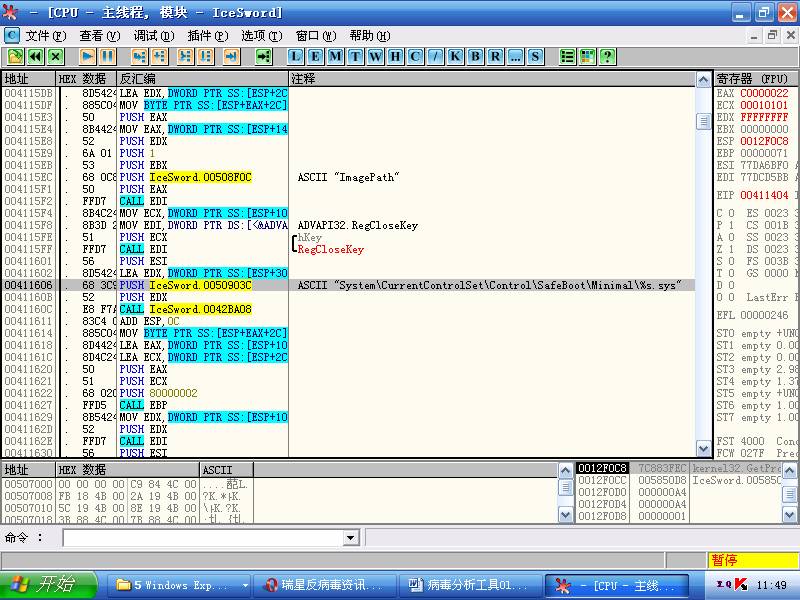 - [CPU - 主线程, 模块 - IceSword]
C 文件(F) 查看(V) 调试(D) 插件(P) 选项(T) 窗口(W) 帮助(H)
L E M T W H C / K B R ... S ?
地址 HEX 数据 反汇编 注释 寄存器 (FPU)
004115DB . 8D5424 LEA EDX,DWORD PTR SS:[ESP+2C
004115DF . 885C04 MOV BYTE PTR SS:[ESP+EAX+2C]
004115E3 . 50 PUSH EAX
004115E4 . 8B4424 MOV EAX,DWORD PTR SS:[ESP+14
004115E8 . 52 PUSH EDX
004115E9 . 6A 01 PUSH 1
004115EB . 53 PUSH EBX
004115EC . 68 0C8 PUSH IceSword.00508F0C ASCII "ImagePath"
004115F1 . 50 PUSH EAX
004115F2 . FFD7 CALL EDI
004115F4 . 8B4C24 MOV ECX,DWORD PTR SS:[ESP+10
004115F8 . 8B3D 2 MOV EDI,DWORD PTR DS:[<&ADVA ADVAPI32.RegCloseKey
004115FE . 51 PUSH ECX hKey
004115FF . FFD7 CALL EDI RegCloseKey
00411601 . 56 PUSH ESI
00411602 . 8D5424 LEA EDX,DWORD PTR SS:[ESP+30
00411606 . 68 3C9 PUSH IceSword.0050903C ASCII "System\CurrentControlSet\Control\SafeBoot\Minimal\%s.sys"
0041160B . 52 PUSH EDX
0041160C . E8 F7A CALL IceSword.0042BA08
00411611 . 83C4 0 ADD ESP,0C
00411614 . 885C04 MOV BYTE PTR SS:[ESP+EAX+2C]
00411618 . 8D4424 LEA EAX,DWORD PTR SS:[ESP+10
0041161C . 8D4C24 LEA ECX,DWORD PTR SS:[ESP+2C
00411620 . 50 PUSH EAX
00411621 . 51 PUSH ECX
00411622 . 68 020 PUSH 80000002
00411627 . FFD5 CALL EBP
00411629 . 8B5424 MOV EDX,DWORD PTR SS:[ESP+10
0041162D . 52 PUSH EDX
0041162E . FFD7 CALL EDI
00411630 . 56 PUSH ESI
EAX C0000022
ECX 00010101
EDX FFFFFFFF
EBX 00000000
ESP 0012F0C8
EBP 00000071
ESI 77DA6BF0 A
EDI 77DCD5BB A
EIP 00411404 I
C 0 ES 0023 3
P 1 CS 001B 3
A 0 SS 0023 3
Z 1 DS 0023 3
S 0 FS 003B 3
T 0 GS 0000 N
D 0
O 0 LastErr E
EFL 00000246
ST0 empty +UNO
ST1 empty 0.00
ST2 empty 0.00
ST3 empty 2.98
ST4 empty 1.37
ST5 empty +UNO
ST6 empty 1.00
ST7 empty 1.00
FST 4000 Cond
FCW 027F Prec
地址 HEX 数据 ASCII
00507000 00 00 00 00 C9 84 4C 00
00507008 FB 18 4B 00 2A 19 4B 00
00507010 5C 19 4B 00 8E 19 4B 00
00507018 3B 88 4C 00 7B 88 4C 00
0012F0C8 7C883FEC kernel32.GetPro
0012F0CC 005850D8 IceSword.005850
0012F0D0 000000A4
0012F0D4 000000A4
0012F0D8 00000001
命令 :
暂停
开始 5 Windows Exp... 瑞星反病毒资讯... 病毒分析工具01... - [CPU - 主线... 11:49